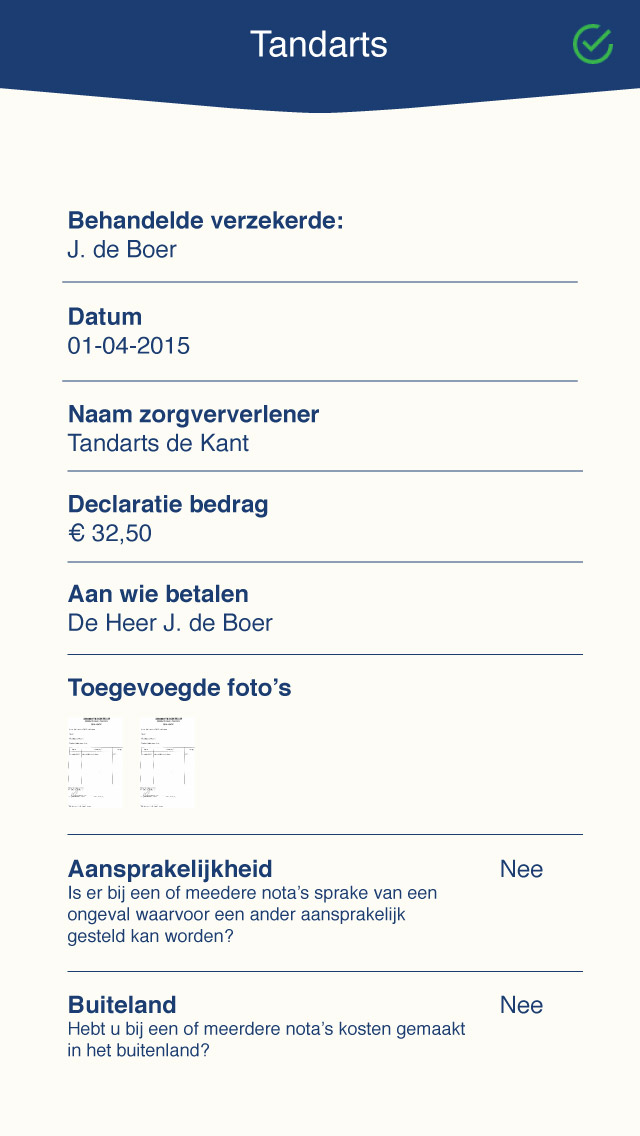 Tandarts
Behandelde verzekerde:
J. de Boer
Datum
01-04-2015
Naam zorgververlener
Tandarts de Kant
Declaratie bedrag
€ 32,50
Aan wie betalen
De Heer J. de Boer
Toegevoegde foto's
Aansprakelijkheid Nee
Is er bij een of meedere nota's sprake van een
ongeval waarvoor een ander aansprakelijk
gesteld kan worden?
Buiteland Nee
Hebt u bij een of meerdere nota's kosten gemaakt
in het buitenland?